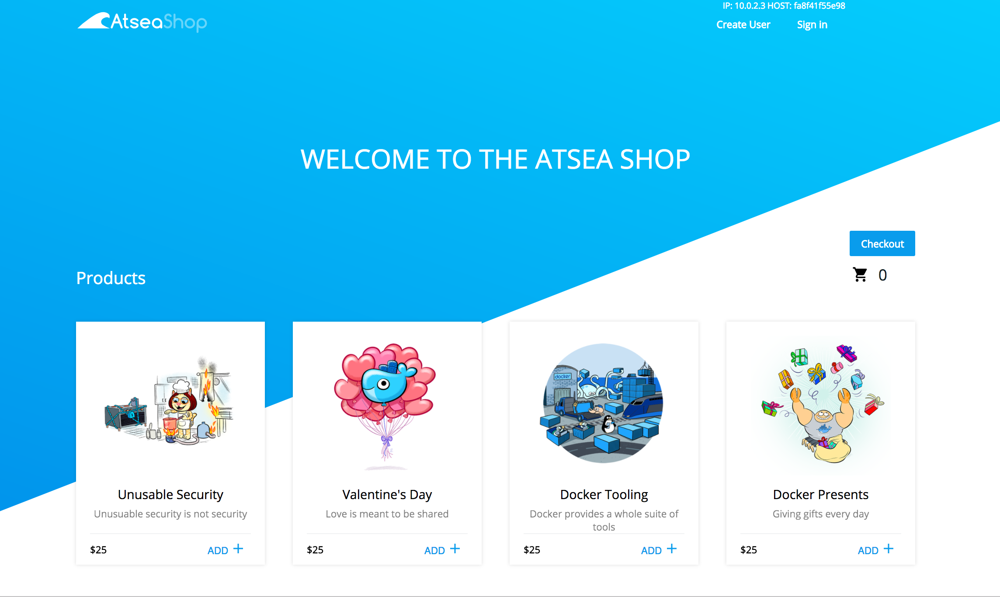 IP: 10.0.2.3 HOST: fa8f41f55e98
AtseaShop
Create User
Sign in
WELCOME TO THE ATSEA SHOP
Checkout
Products
0
docker
Unusable Security
Unusuable security is not security
$25
ADD +
Valentine's Day
Love is meant to be shared
$25
ADD +
Docker Tooling
Docker provides a whole suite of
tools
$25
ADD +
Docker Presents
Giving gifts every day
$25
ADD +